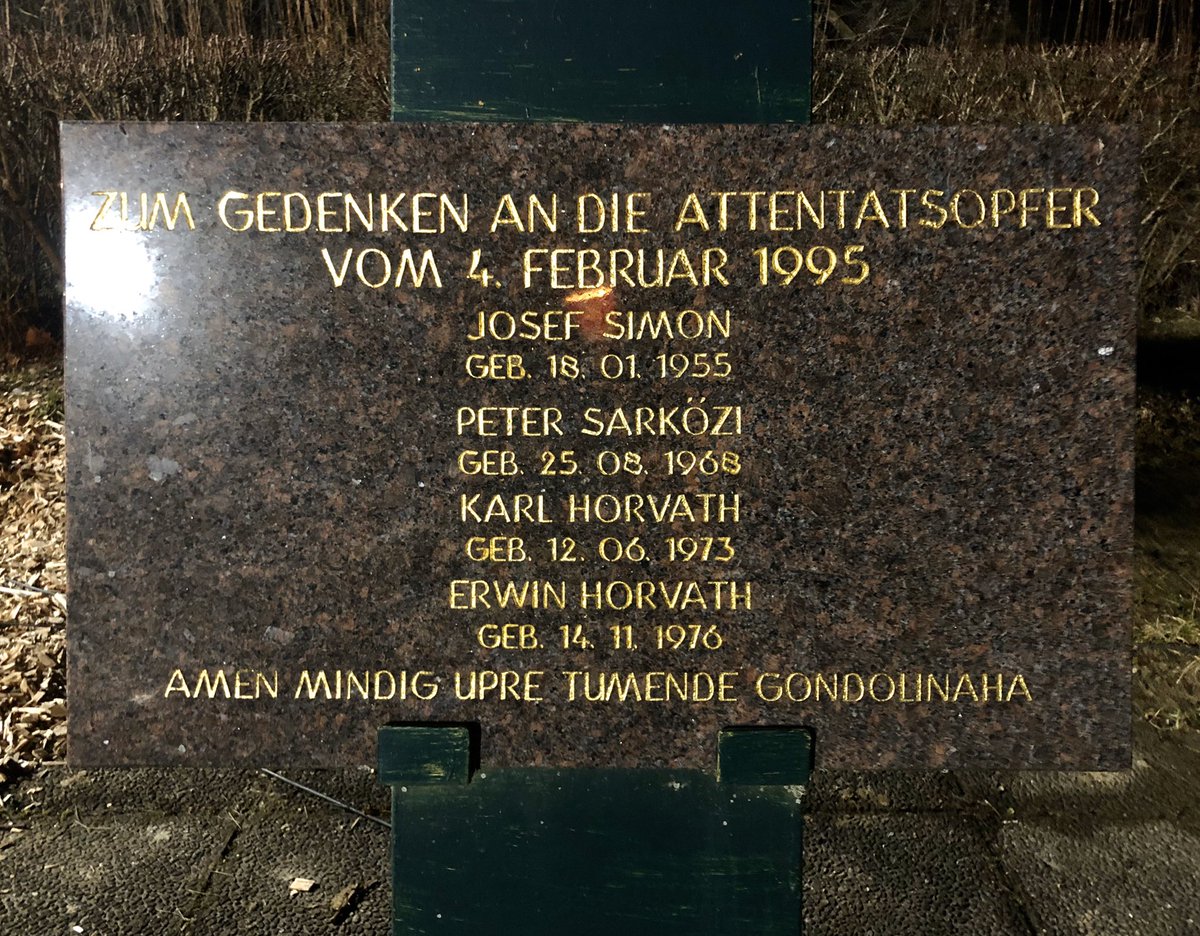 ZUM GEDENKEN AN DIE ATTENTATSOPFER
VOM 4. FEBRUAR 1995
JOSEF SIMON
GEB. 18. 01. 1955
PETER SARKÖZI
GEB. 25. 08. 1968
KARL HORVATH
GEB. 12. 06. 1973
ERWIN HORVATH
GEB. 14. 11. 1976
AMEN MINDIG UPRE TUMENDE GONDOLINAHA